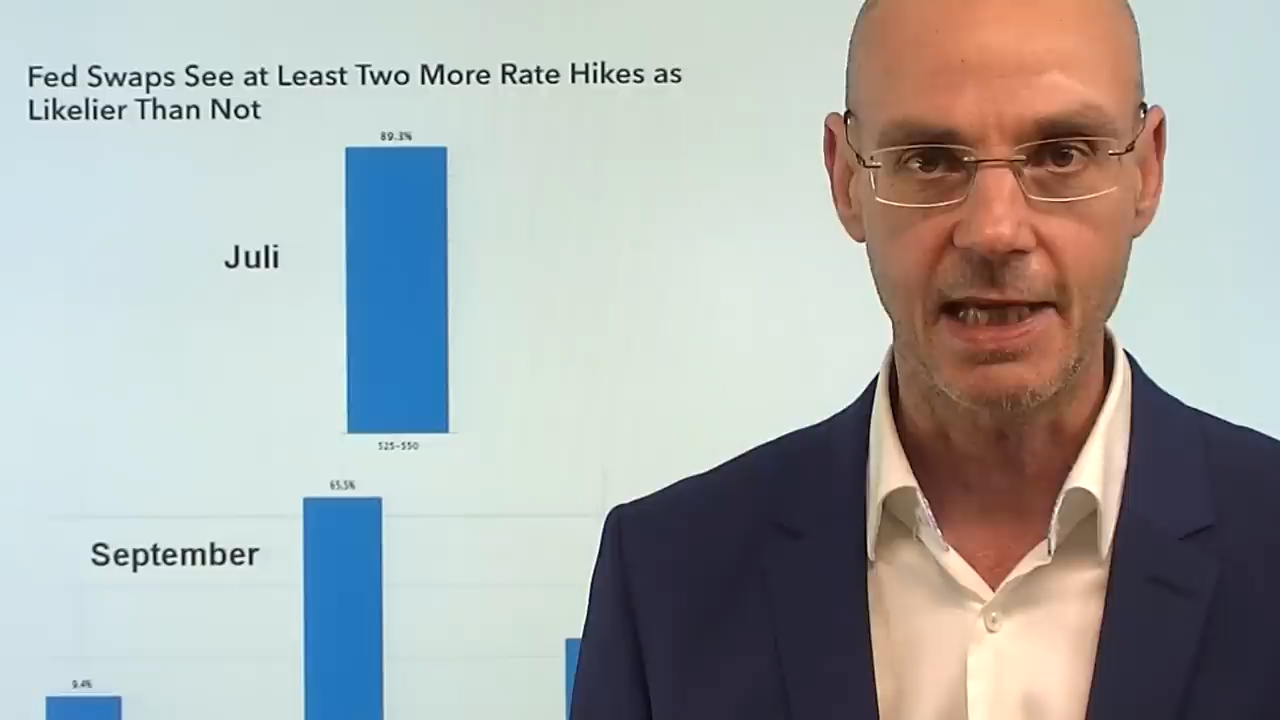 Fed Swaps See at Least Two More Rate Hikes as
Likelier Than Not
89.3%
Juli
525-550
65.5%
September
9.4%